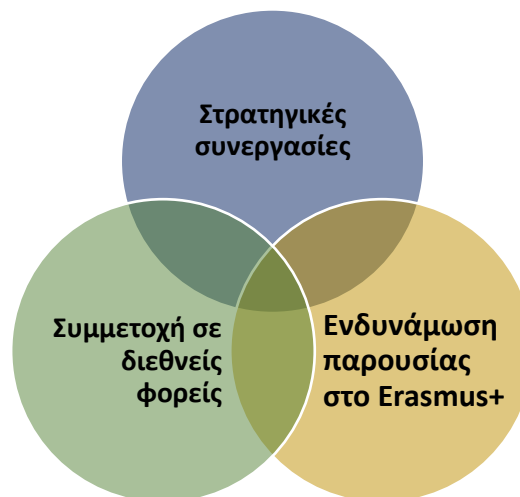 Στρατηγικές
συνεργασίες
Συμμετοχή σε
διεθνείς
φορείς
Ενδυνάμωση
παρουσίας
στο Erasmus+